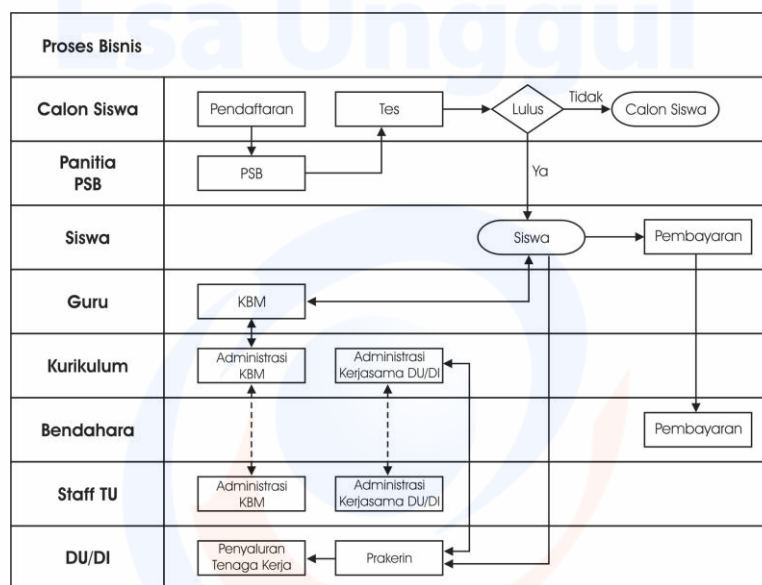 Esa Unggul
Proses Bisnis
Calon Siswa
Pendaftaran
Tes
Lulus
Tidak
Calon Siswa
Panitia
PSB
PSB
Ya
Siswa
Siswa
Pembayaran
Guru
KBM
Kurikulum
Administrasi
KBM
Administrasi
Kerjasama DU/DI
Bendahara
Pembayaran
Staff TU
Administrasi
KBM
Administrasi
Kerjasama DU/DI
DU/DI
Penyaluran
Tenaga Kerja
Prakerin